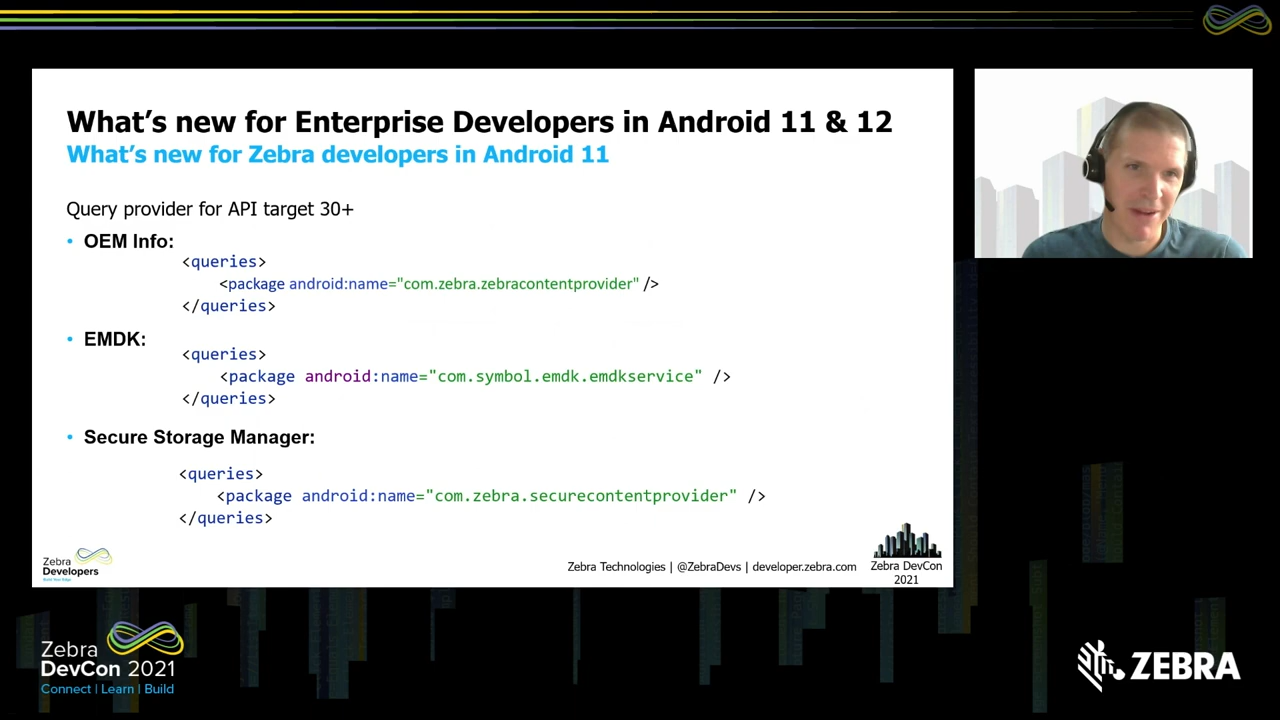 What's new for Enterprise Developers in Android 11 & 12
What's new for Zebra developers in Android 11
Query provider for API target 30+
• OEM Info:
<queries>
<package android:name="com.zebra.zebracontentprovider" />
</queries>
• EMDK:
<queries>
<package android:name="com.symbol.emdk.emdkservice" />
</queries>
• Secure Storage Manager:
<queries>
<package android:name="com.zebra.securecontentprovider" />
</queries>
Zebra
Developers
Build Your Edge
Zebra Technologies | @ZebraDevs | developer.zebra.com
Zebra DevCon
2021
Zebra
DevCon 2021
Connect | Learn | Build
ZEBRA